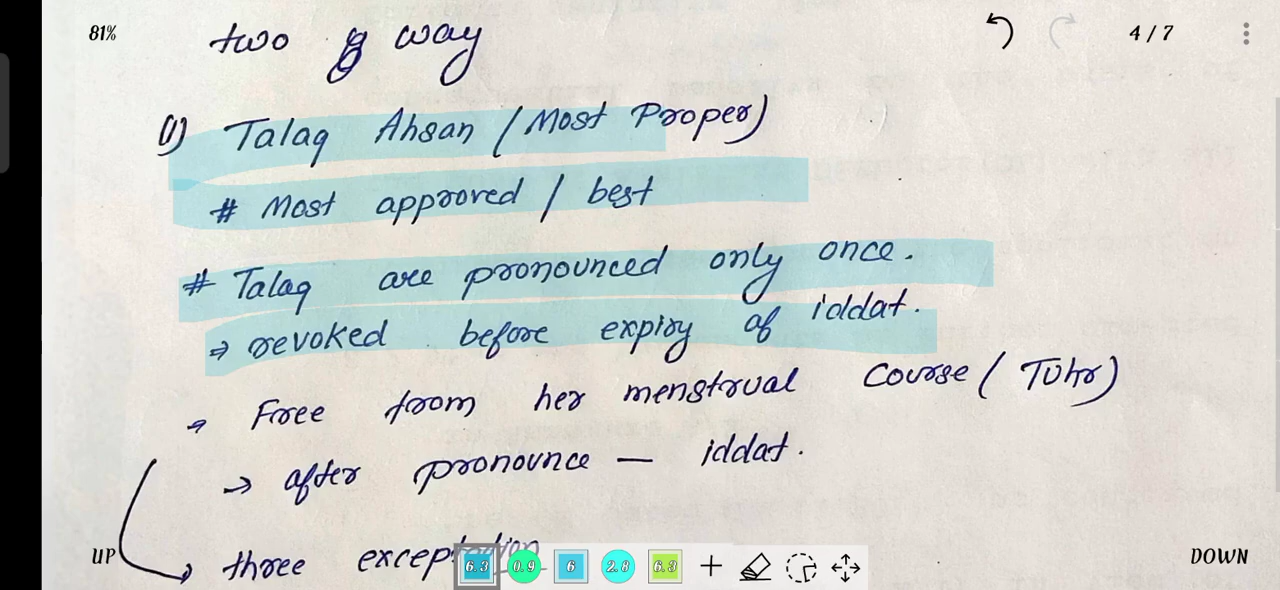 81%
4 / 7
two g way
1) Talaq Ahsan / Most Proper)
# Most approved / best
# Talaq are pronounced only once.
⇒ revoked before expiry of iddat.
→ Free from her menstrual course ( Tuhr)
→ after pronounce — iddat.
→ three
UP
DOWN
6.3 0.9 6 2.8 6.3